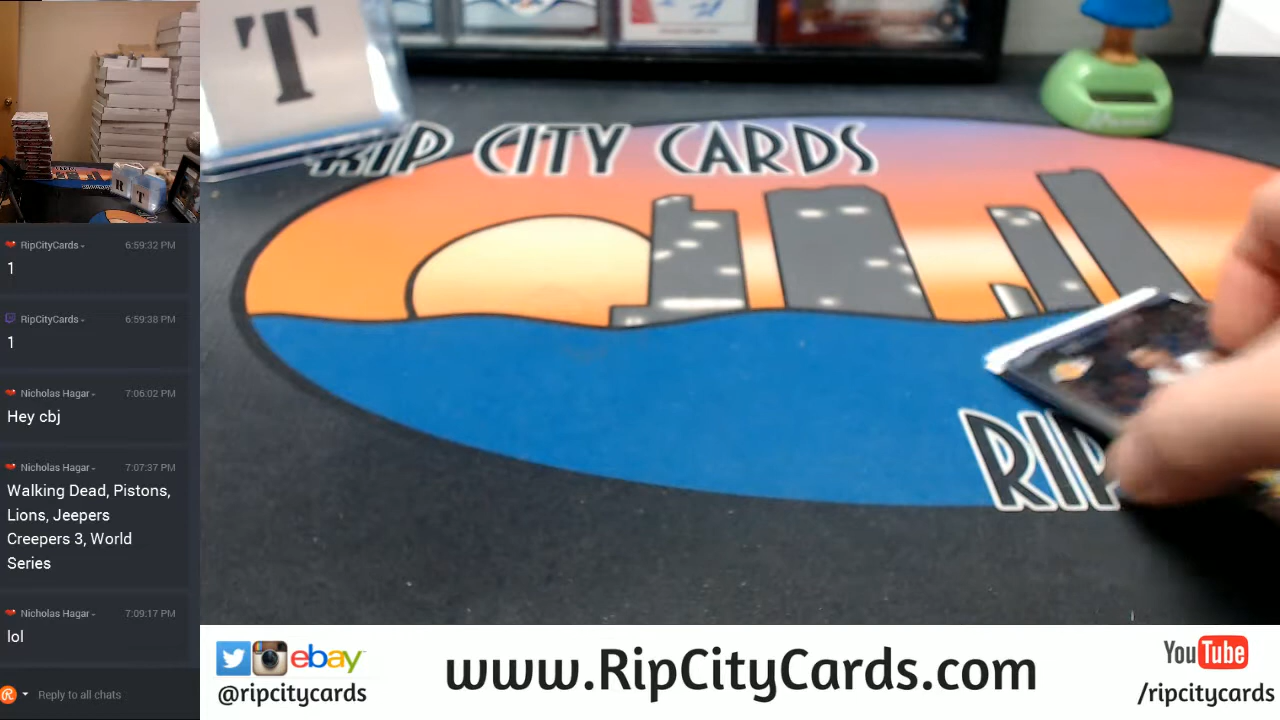 T
RIP CITY CARDS
RIP
R
T
RipCityCards
6:59:32 PM
1
RipCityCards
6:59:38 PM
1
Nicholas Hagar
7:06:02 PM
Hey cbj
Nicholas Hagar
7:07:37 PM
Walking Dead, Pistons,
Lions, Jeepers
Creepers 3, World
Series
Nicholas Hagar
7:09:17 PM
lol
Reply to all chats
ebay
@ripcitycards
www.RipCityCards.com
YouTube
/ripcitycards